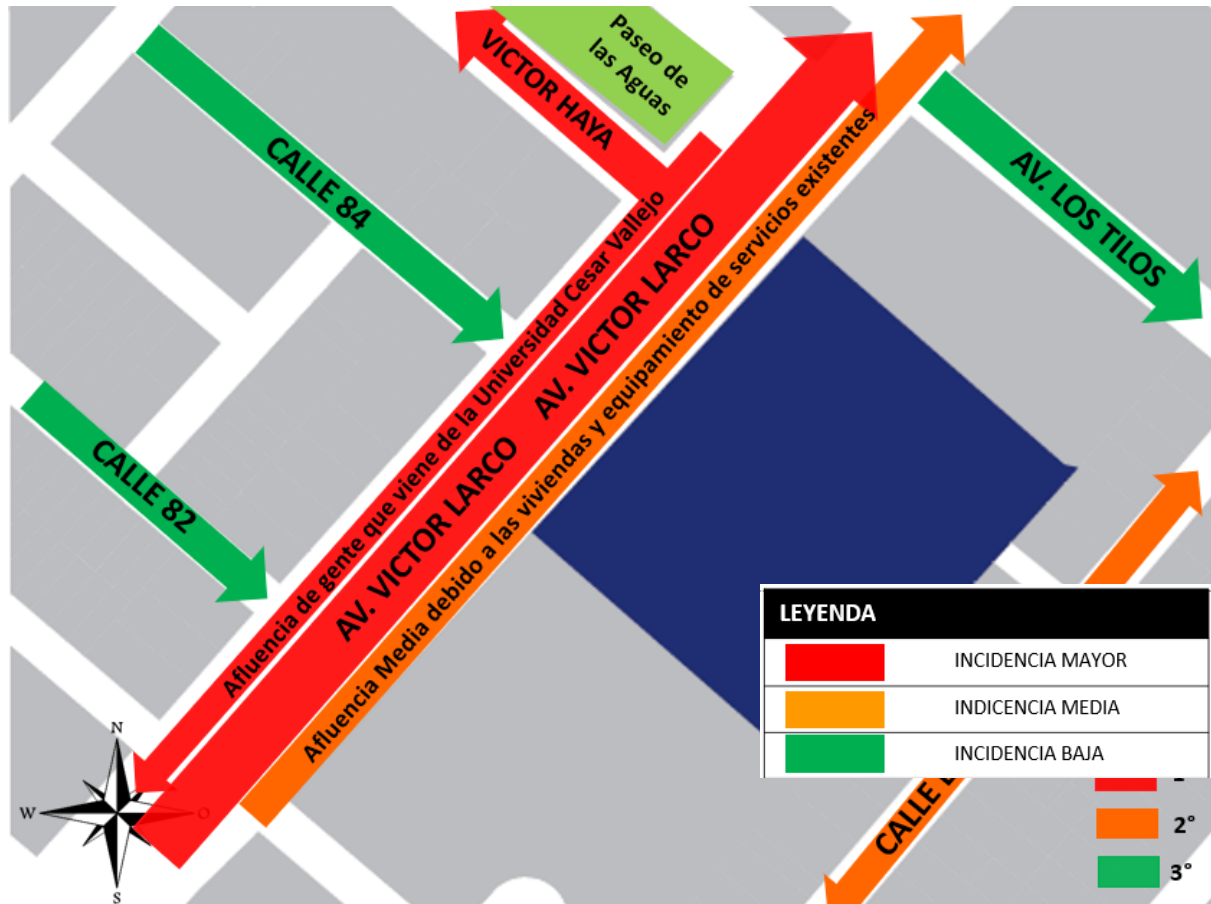 Paseo de
las Aguas
VICTOR HAYA
CALLE 84
AV. LOS TILOS
Afluencia de gente que viene de la Universidad Cesar Vallejo
AV. VICTOR LARCO
AV. VICTOR LARCO
Afluencia Media debido a las viviendas y equipamiento de servicios existentes
CALLE 82
LEYENDA
INCIDENCIA MAYOR
INDICENCIA MEDIA
INCIDENCIA BAJA
CALLE
2°
3°
N
W
O
S